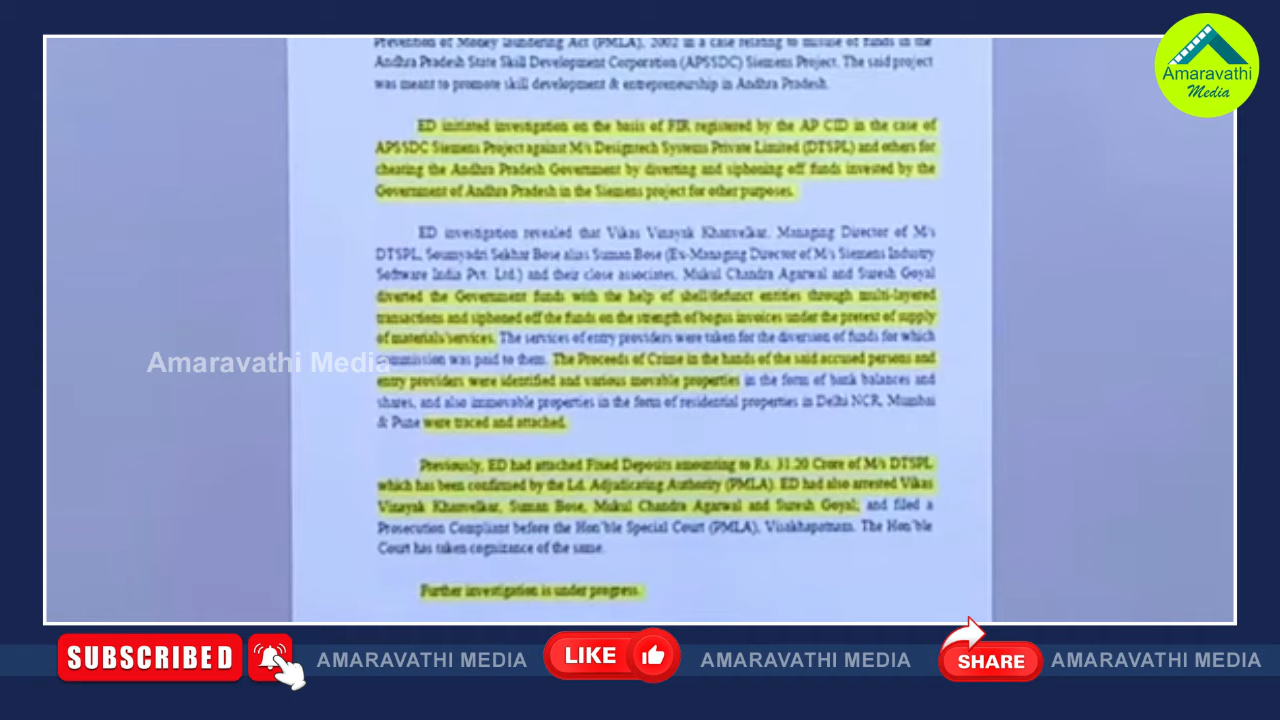 Prevention of Money laundering Act (PMLA), 2002 in a case relating to misuse of funds in the
Andhra Pradesh State Skill Development Corporation (APSSDC) Siemens Project. The said project
was meant to promote skill development & entrepreneurship in Andhra Pradesh.
ED initiated investigation on the basis of FIR registered by the AP CID in the case of
APSSDC Siemens Project against M/s Designtech Systems Private Limited (DTSPL) and others for
cheating the Andhra Pradesh Government by diverting and siphoning off funds invested by the
Government of Andhra Pradesh in the Siemens project for other purposes.
ED investigation revealed that Vikas Vinayak Khanvelkar, Managing Director of M/s
DTSPL, Soumyadri Sekhar Bose alias Suman Bose (Ex-Managing Director of M/s Siemens Industry
Software India Pvt. Ltd.) and their close associates, Mukul Chandra Agarwal and Suresh Goyal
diverted the Government funds with the help of shell/defunct entities through multi-layered
transactions and siphoned off the funds on the strength of bogus invoices under the pretext of supply
of materials/services. The services of entry providers were taken for the diversion of funds for which
commission was paid to them. The Proceeds of Crime in the hands of the said accused persons and
entry providers were identified and various movable properties in the form of bank balances and
shares, and also immovable properties in the form of residential properties in Delhi NCR, Mumbai
& Pune were traced and attached.
Previously, ED had attached Fixed Deposits amounting to Rs. 31.20 Crore of M/s DTSPL
which has been confirmed by the Ld. Adjudicating Authority (PMLA). ED had also arrested Vikas
Vinayak Khanvelkar, Suman Bose, Mukul Chandra Agarwal and Suresh Goyal; and filed a
Prosecution Compliant before the Hon'ble Special Court (PMLA), Visakhapatnam. The Hon'ble
Court has taken cognizance of the same.
Further investigation is under progress.
Amaravathi Media
Amaravathi
Media
SUBSCRIBED
AMARAVATHI MEDIA
LIKE
AMARAVATHI MEDIA
SHARE
AMARAVATHI MEDIA